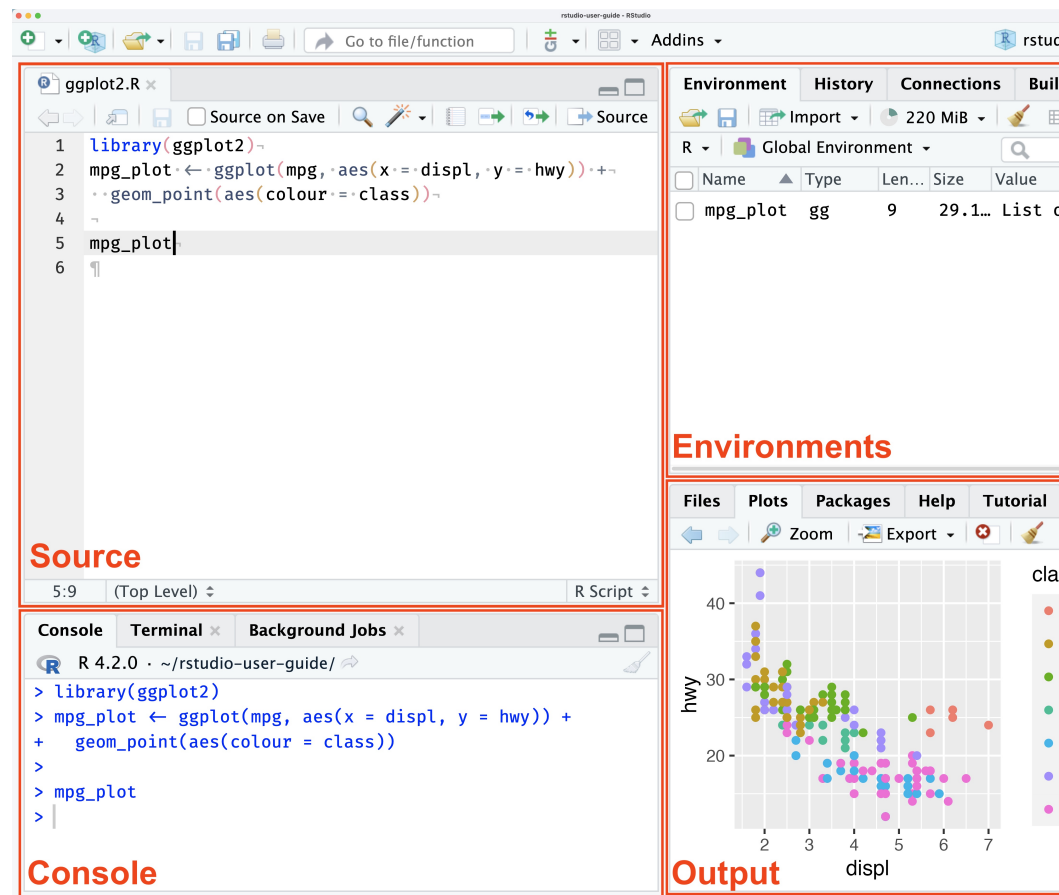 rstudio-user-guide - RStudio
Go to file/function Addins
ggplot2.R
Source on Save Source
1 library(ggplot2)¬
2 mpg_plot·<-·ggplot(mpg,·aes(x·=·displ,·y·=·hwy))·+¬
3 ··geom_point(aes(colour·=·class))¬
4 ¬
5 mpg_plot¬
6 ¶
Source
5:9 (Top Level) R Script
Console Terminal Background Jobs
R 4.2.0 · ~/rstudio-user-guide/
> library(ggplot2)
> mpg_plot <- ggplot(mpg, aes(x = displ, y = hwy)) +
+   geom_point(aes(colour = class))
>
> mpg_plot
>
Console
Environment History Connections
Import 220 MiB
R Global Environment
Name Type Len... Size Value
mpg_plot gg 9 29.1… List
Environments
Files Plots Packages Help Tutorial
Zoom Export
40
30
20
hwy
2 3 4 5 6 7
displ
Output